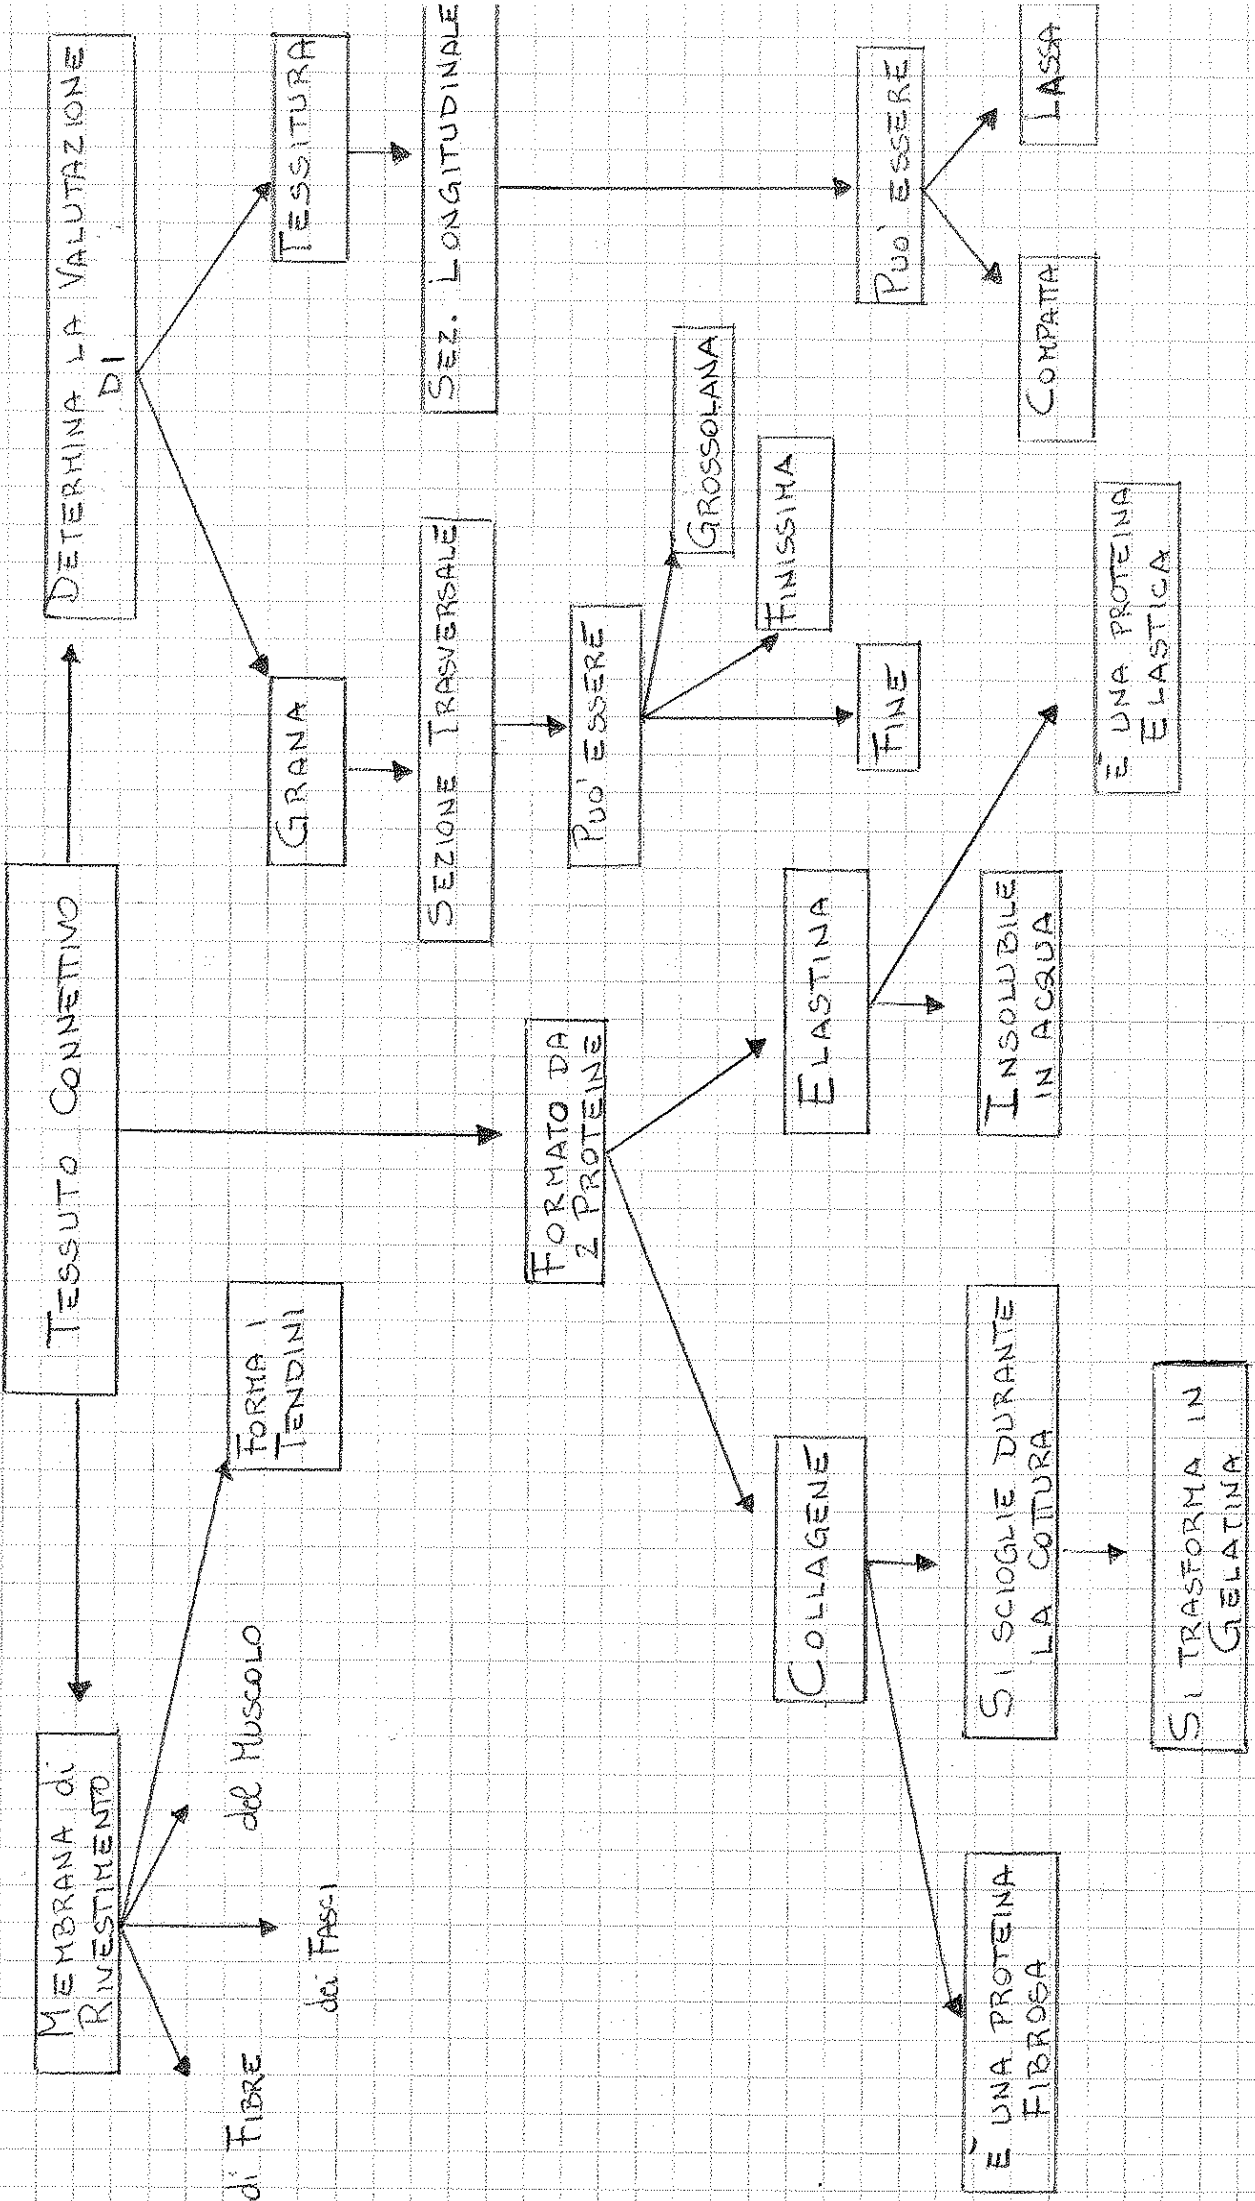 TESSUTO CONNETTIVO
MEMBRANA di
RIVESTIMENTO
DETERMINA LA VALUTAZIONE
DI
di FIBRE
dei FASCI
del MUSCOLO
FORMA I
TENDINI
GRANA
TESSITURA
SEZIONE TRASVERSALE
SEZ. LONGITUDINALE
FORMATO DA
2 PROTEINE
PUO' ESSERE
FINE
FINISSIMA
GROSSOLANA
PUO' ESSERE
COMPATTA
LASSA
COLLAGENE
ELASTINA
È UNA PROTEINA
FIBROSA
SI SCIOGLIE DURANTE
LA COTTURA
INSOLUBILE
IN ACQUA
È UNA PROTEINA
ELASTICA
SI TRASFORMA IN
GELATINA